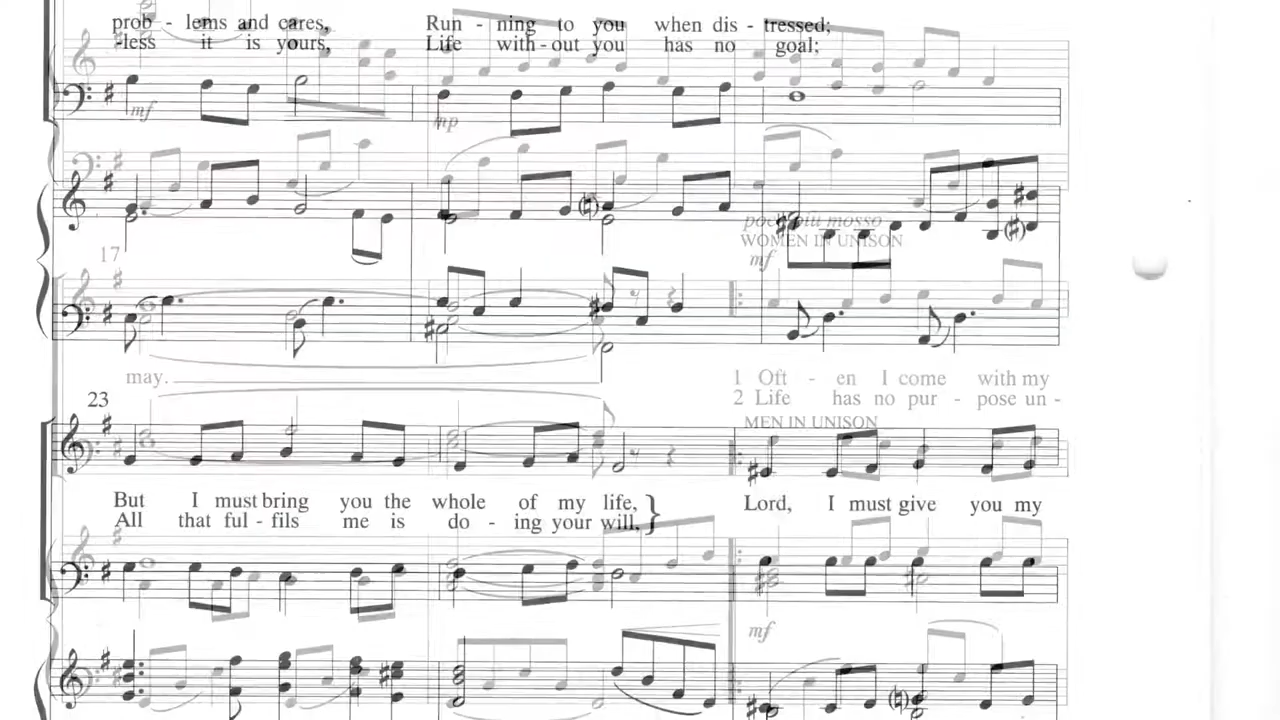 prob - lems and cares, Run - ning to you when dis - tressed;
-less it is yours, Life with - out you has no goal;
mf mp
poco più mosso
WOMEN IN UNISON
mf
17
may.
1 Oft - en I come with my
2 Life has no pur - pose un -
23
MEN IN UNISON
But I must bring you the whole of my life, Lord, I must give you my
All that ful - fils me is do - ing your will,
mf